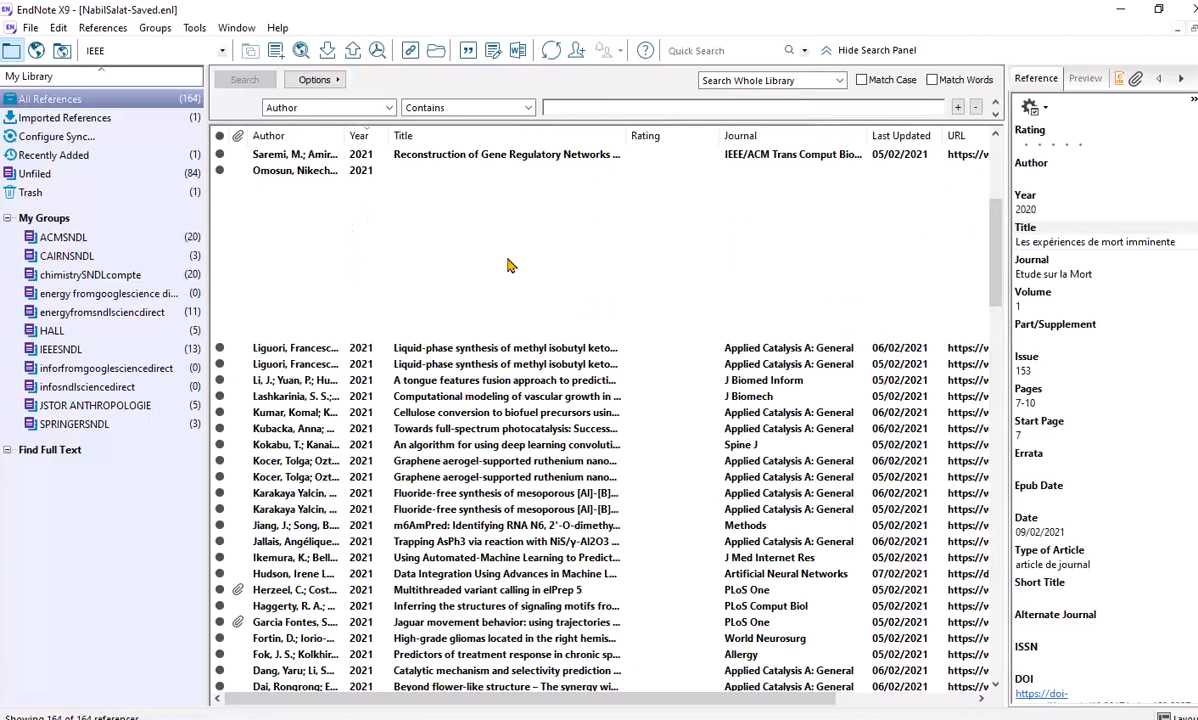 EndNote X9 - [NabilSalat-Saved.enl]
File Edit References Groups Tools Window Help
IEEE Quick Search Hide Search Panel
My Library
All References (164)
Imported References (1)
Configure Sync...
Recently Added (1)
Unfiled (84)
Trash (1)
My Groups
ACMSNDL (20)
CAIRNSNDL (3)
chimistrySNDLcompte (20)
energy fromgooglescience di... (0)
energyfromsndlsciencdirect (11)
HALL (5)
IEEESNDL (13)
inforfromgooglesciencedirect (0)
infosndlsciencedirect (0)
JSTOR ANTHROPOLOGIE (5)
SPRINGERSNDL (3)
Find Full Text
Search Options Search Whole Library Match Case Match Words
Author Contains + -
Author Year Title Rating Journal Last Updated URL
Saremi, M.; Amir... 2021 Reconstruction of Gene Regulatory Networks ... IEEE/ACM Trans Comput Bio... 05/02/2021 https://w
Omosun, Nikech... 2021
Liguori, Francesc... 2021 Liquid-phase synthesis of methyl isobutyl keto... Applied Catalysis A: General 06/02/2021 https://w
Liguori, Francesc... 2021 Liquid-phase synthesis of methyl isobutyl keto... Applied Catalysis A: General 06/02/2021 https://w
Li, J.; Yuan, P.; Hu... 2021 A tongue features fusion approach to predicti... J Biomed Inform 05/02/2021 https://w
Lashkarinia, S. S.;... 2021 Computational modeling of vascular growth in ... J Biomech 05/02/2021 https://w
Kumar, Komal; K... 2021 Cellulose conversion to biofuel precursors usin... Applied Catalysis A: General 06/02/2021 https://w
Kubacka, Anna; ... 2021 Towards full-spectrum photocatalysis: Success... Applied Catalysis A: General 06/02/2021 https://w
Kokabu, T.; Kanai... 2021 An algorithm for using deep learning convoluti... Spine J 05/02/2021 https://w
Kocer, Tolga; Ozt... 2021 Graphene aerogel-supported ruthenium nano... Applied Catalysis A: General 06/02/2021 https://w
Kocer, Tolga; Ozt... 2021 Graphene aerogel-supported ruthenium nano... Applied Catalysis A: General 06/02/2021 https://w
Karakaya Yalcin, ... 2021 Fluoride-free synthesis of mesoporous [Al]-[B]... Applied Catalysis A: General 06/02/2021 https://w
Karakaya Yalcin, ... 2021 Fluoride-free synthesis of mesoporous [Al]-[B]... Applied Catalysis A: General 06/02/2021 https://w
Jiang, J.; Song, B.... 2021 m6AmPred: Identifying RNA N6, 2'-O-dimethy... Methods 05/02/2021 https://w
Jallais, Angélique... 2021 Trapping AsPh3 via reaction with NiS/γ-Al2O3 ... Applied Catalysis A: General 06/02/2021 https://w
Ikemura, K.; Bell... 2021 Using Automated-Machine Learning to Predict... J Med Internet Res 05/02/2021 https://w
Hudson, Irene L... 2021 Data Integration Using Advances in Machine L... Artificial Neural Networks 07/02/2021 https://d
Herzeel, C.; Cost... 2021 Multithreaded variant calling in elPrep 5 PLoS One 05/02/2021 https://w
Haggerty, R. A.; ... 2021 Inferring the structures of signaling motifs fro... PLoS Comput Biol 05/02/2021 https://w
Garcia Fontes, S.... 2021 Jaguar movement behavior: using trajectories ... PLoS One 05/02/2021 https://w
Fortin, D.; Iorio-... 2021 High-grade gliomas located in the right hemis... World Neurosurg 05/02/2021 https://w
Fok, J. S.; Kolkhir... 2021 Predictors of treatment response in chronic sp... Allergy 05/02/2021 https://w
Dang, Yaru; Li, S... 2021 Catalytic mechanism and selectivity prediction ... Applied Catalysis A: General 06/02/2021 https://w
Dai, Rongrong; E... 2021 Beyond flower-like structure – The synergy wi... Applied Catalysis A: General 06/02/2021 https://w
Reference Preview
Rating
Author
Year
2020
Title
Les expériences de mort imminente
Journal
Etude sur la Mort
Volume
1
Part/Supplement
Issue
153
Pages
7-10
Start Page
7
Errata
Epub Date
Date
09/02/2021
Type of Article
article de journal
Short Title
Alternate Journal
ISSN
DOI
https://doi-
Showing 164 of 164 references.